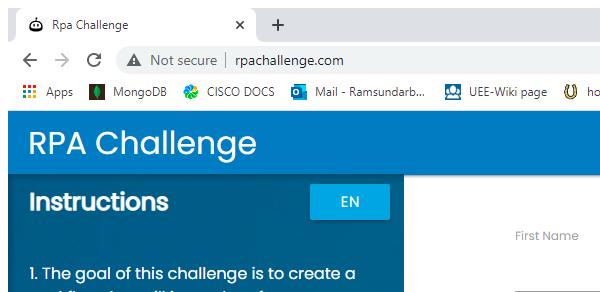 Rpa Challenge
Not secure | rpachallenge.com
Apps MongoDB CISCO DOCS Mail - Ramsundarb... UEE-Wiki page ho
RPA Challenge
Instructions
EN
First Name
1. The goal of this challenge is to create a